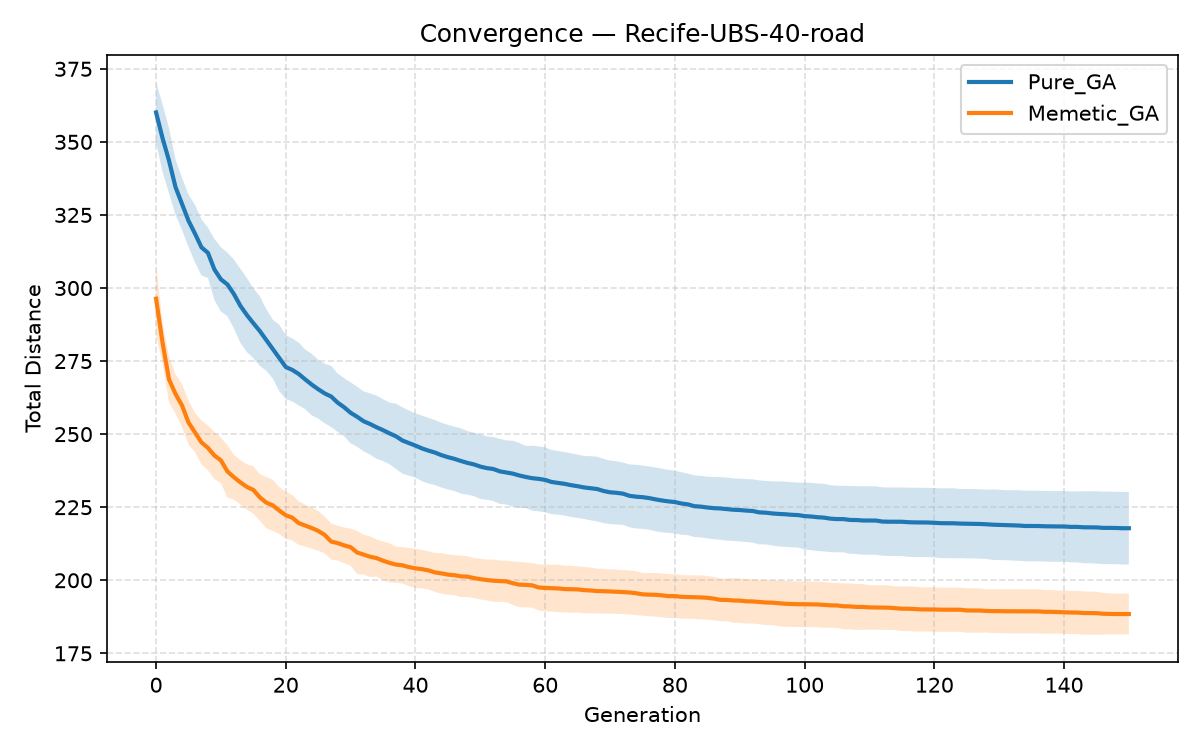 Convergence — Recife-UBS-40-road
Pure_GA
Memetic_GA
Total Distance
375
350
325
300
275
250
225
200
175
0 20 40 60 80 100 120 140
Generation